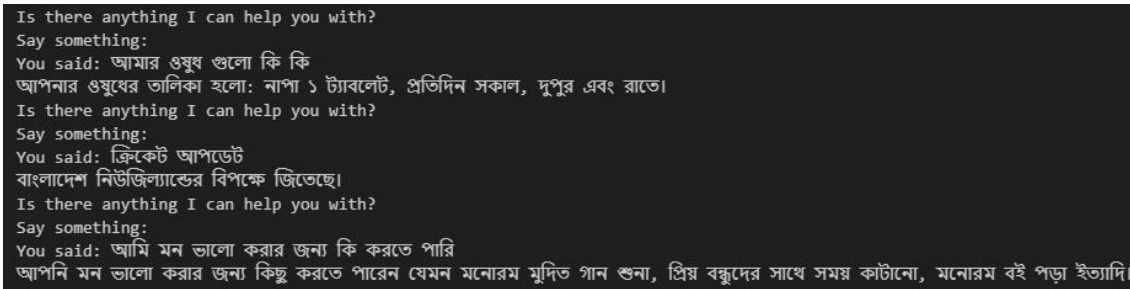 Is there anything I can help you with?
Say something:
You said: আমার ওষুধ গুলো কি কি
আপনার ওষুধের তালিকা হলো: নাপা ১ ট্যাবলেট, প্রতিদিন সকাল, দুপুর এবং রাতে।
Is there anything I can help you with?
Say something:
You said: ক্রিকেট আপডেট
বাংলাদেশ নিউজিল্যান্ডের বিপক্ষে জিতেছে।
Is there anything I can help you with?
Say something:
You said: আমি মন ভালো করার জন্য কি করতে পারি
আপনি মন ভালো করার জন্য কিছু করতে পারেন যেমন মনোরম মুদিত গান শুনা, প্রিয় বন্ধুদের সাথে সময় কাটানো, মনোরম বই পড়া ইত্যাদি।